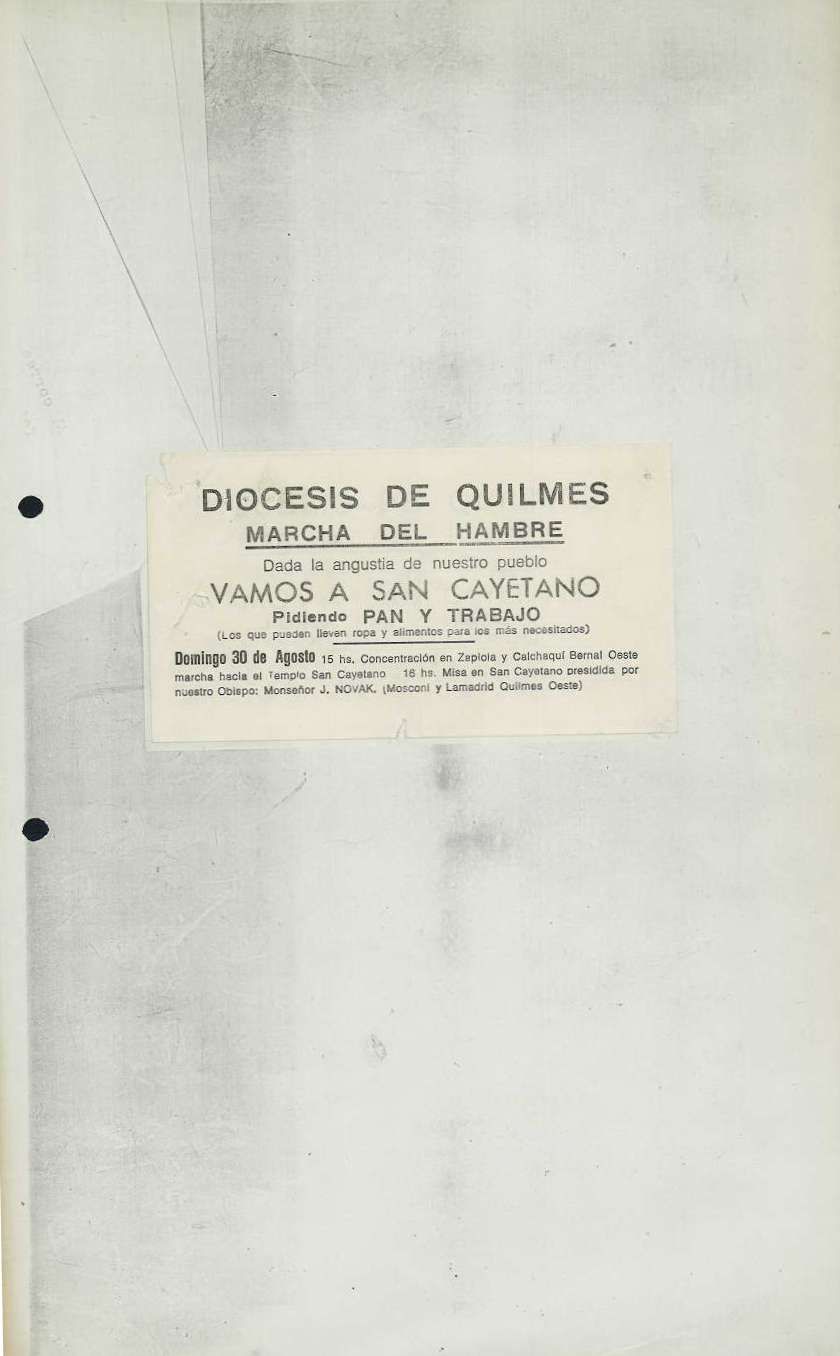 DIOCESIS DE QUILMES
MARCHA DEL HAMBRE
Dada la angustia de nuestro pueblo
VAMOS A SAN CAYETANO
Pidiendo PAN Y TRABAJO
(Los que puedan lleven ropa y alimentos para los más necesitados)
Domingo 30 de Agosto 15 hs. Concentración en Zapiola y Calchaquí Bernal Oeste
marcha hacia el Templo San Cayetano 16 hs. Misa en San Cayetano presidida por
nuestro Obispo: Monseñor J. NOVAK. (Mosconi y Lamadrid Quilmes Oeste)